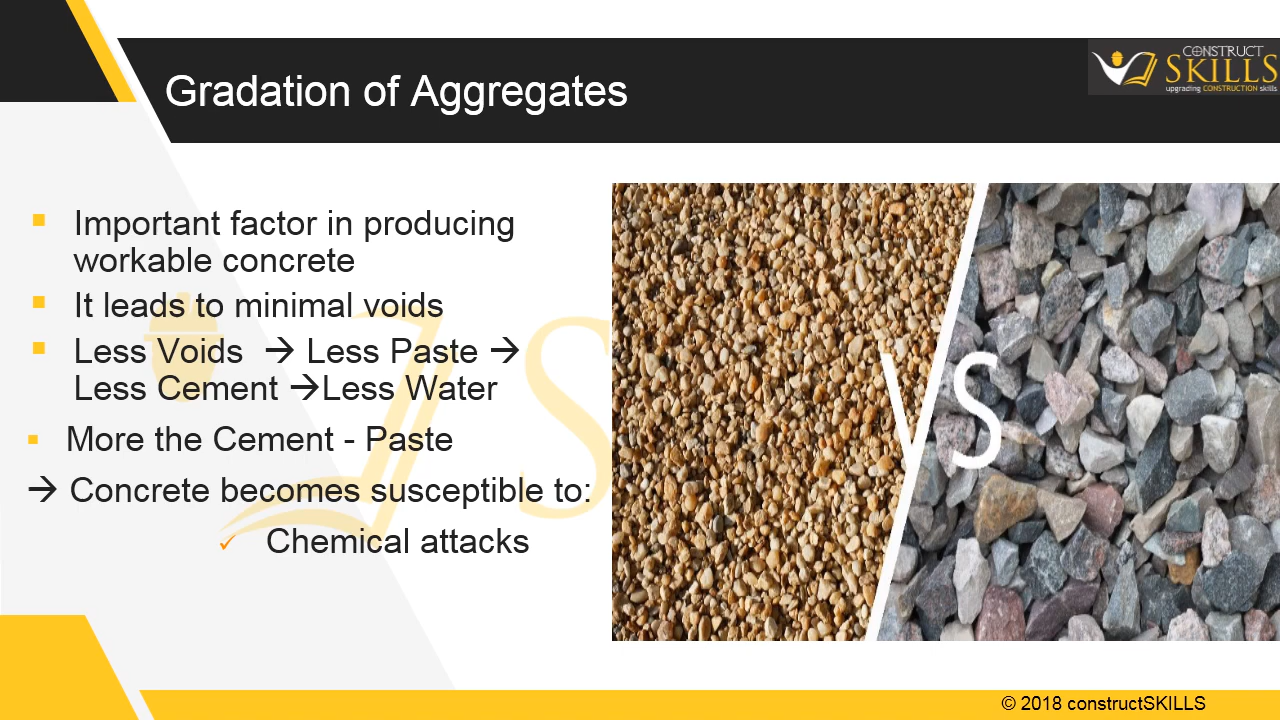 Gradation of Aggregates
CONSTRUCT
SKILLS
upgrading CONSTRUCTION skills
▪ Important factor in producing
workable concrete
▪ It leads to minimal voids
▪ Less Voids → Less Paste →
Less Cement →Less Water
▪ More the Cement - Paste
→ Concrete becomes susceptible to:
✓ Chemical attacks
VS
S
© 2018 constructSKILLS